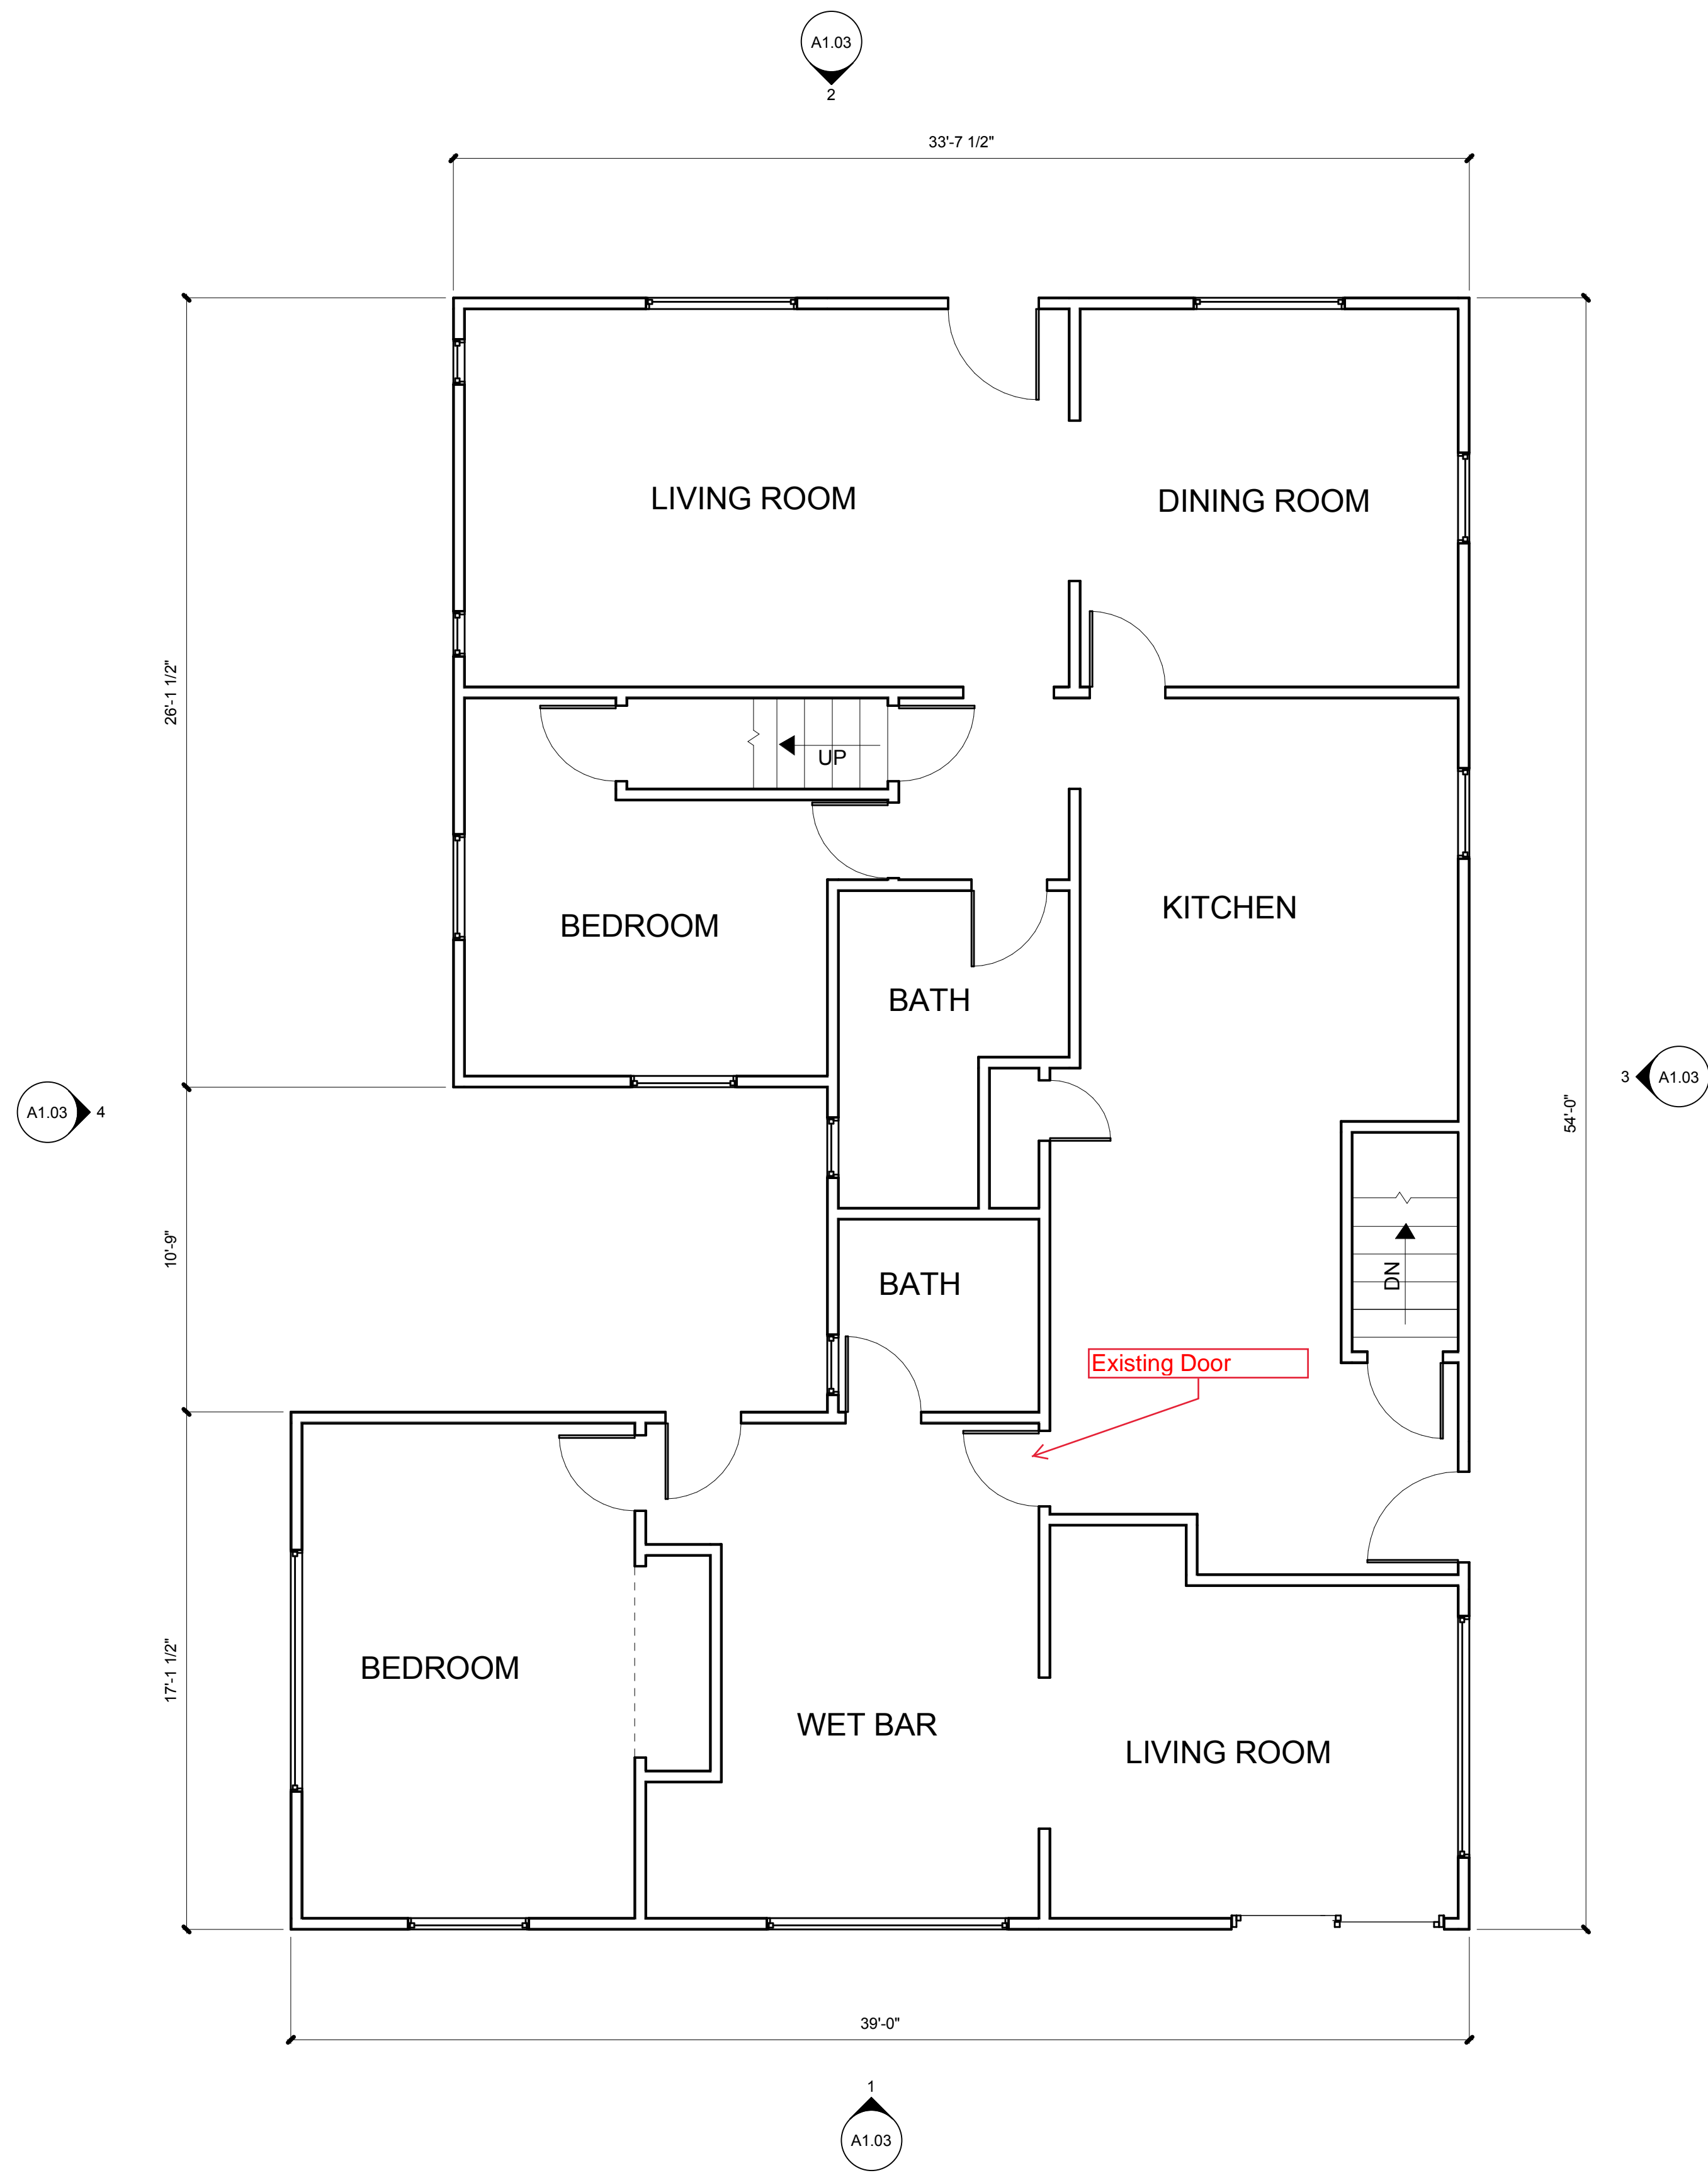 A1.03
2
33'-7 1/2"
LIVING ROOM
DINING ROOM
26'-1 1/2"
UP
BEDROOM
KITCHEN
BATH
A1.03
4
3
A1.03
54'-0"
10'-9"
BATH
DN
Existing Door
17'-1 1/2"
BEDROOM
WET BAR
LIVING ROOM
39'-0"
1
A1.03